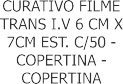 CURATIVO FILME
TRANS I.V 6 CM X
7CM EST. C/50 -
COPERTINA -
COPERTINA